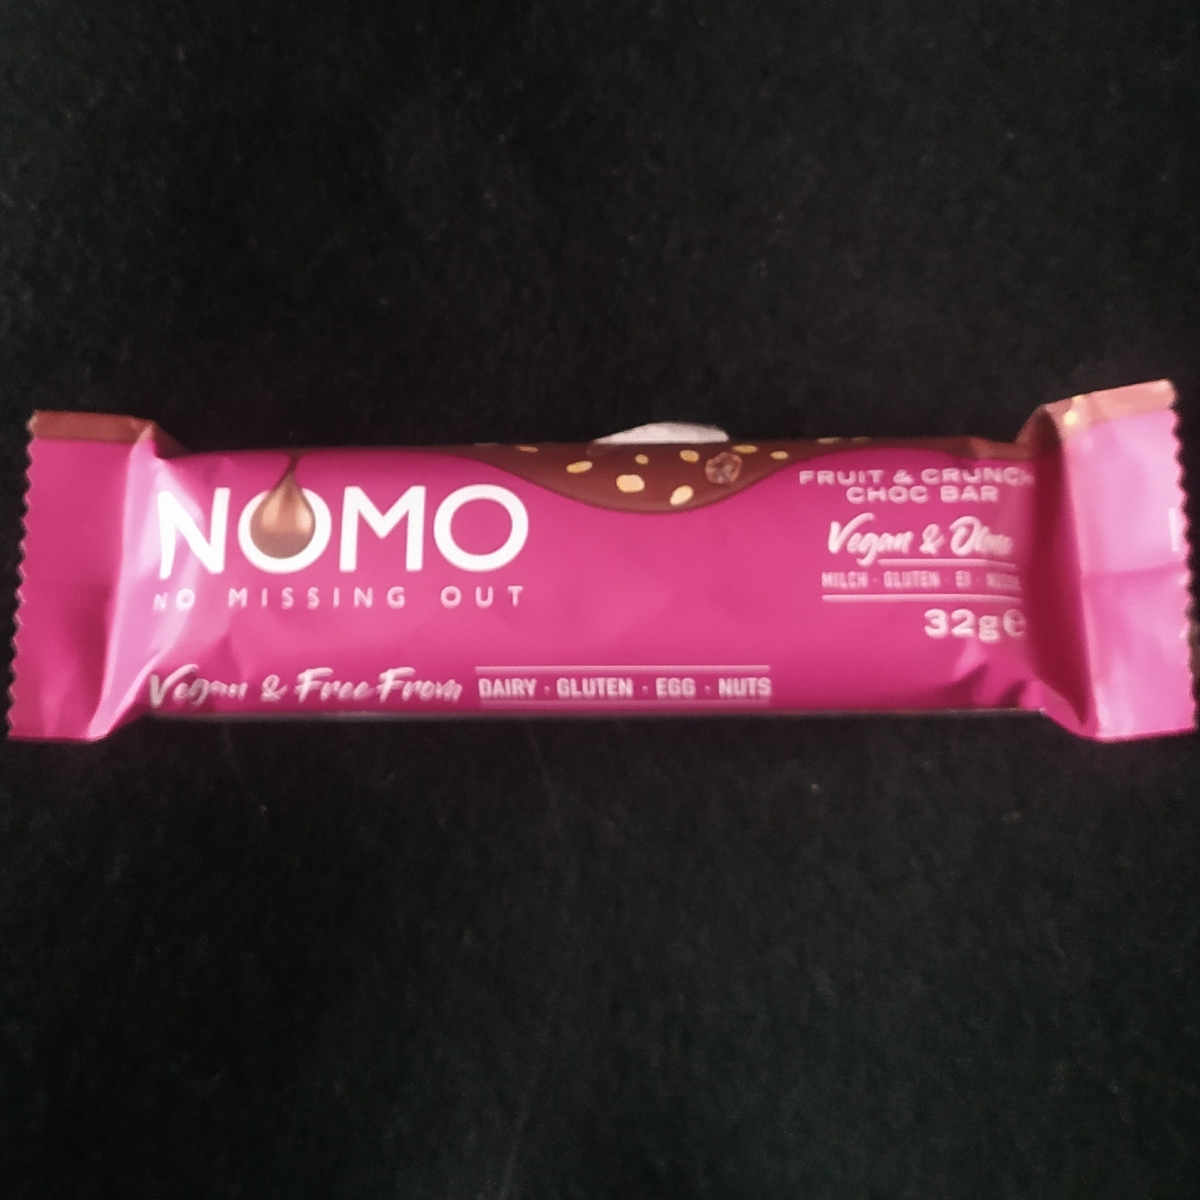 NOMO
NO MISSING OUT
Vegan & Free From DAIRY · GLUTEN · EGG · NUTS
FRUIT & CRUNCH
CHOC BAR
Vegan & Ohne
MILCH · GLUTEN · EI ·
32g℮